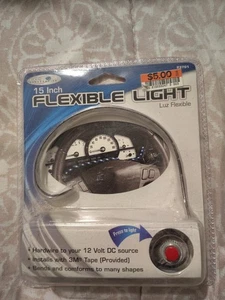 $5.00
15 Inch
FLEXIBLE LIGHT
Luz Flexible
Hardwire to your 12 Volt DC source
Installs with 3M® Tape (Provided)
Bends and conforms to many shapes